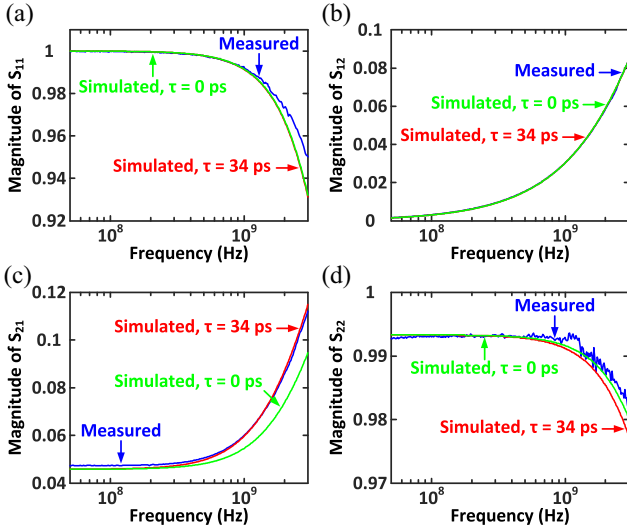 (a)
Magnitude of S11
1
0.98
0.96
0.94
0.92
Measured
Simulated, τ = 0 ps
Simulated, τ = 34 ps
10^8
10^9
Frequency (Hz)
(b)
Magnitude of S12
0.1
0.08
0.06
0.04
0.02
0
Measured
Simulated, τ = 0 ps
Simulated, τ = 34 ps
10^8
10^9
Frequency (Hz)
(c)
Magnitude of S21
0.12
0.1
0.08
0.06
0.04
Simulated, τ = 34 ps
Simulated, τ = 0 ps
Measured
10^8
10^9
Frequency (Hz)
(d)
Magnitude of S22
1
0.99
0.98
0.97
Measured
Simulated, τ = 0 ps
Simulated, τ = 34 ps
10^8
10^9
Frequency (Hz)